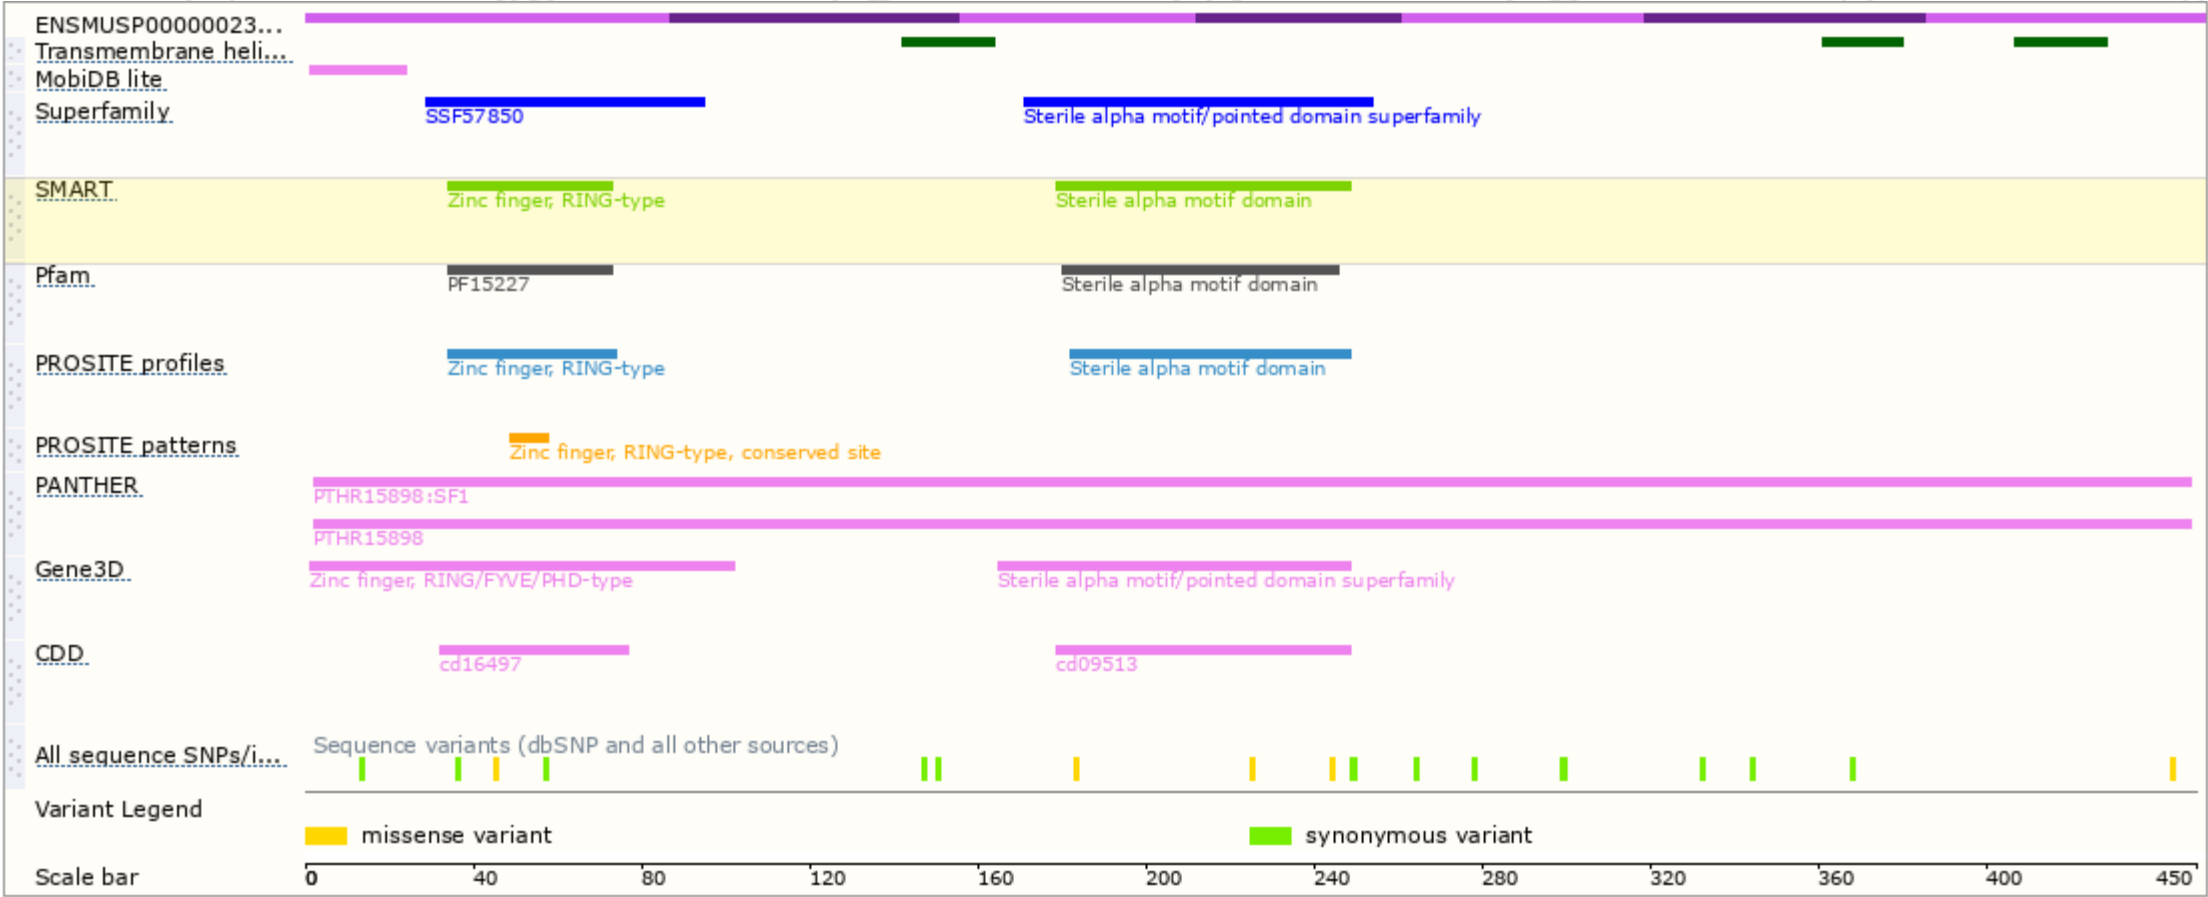 ENSMUSP00000023...
Transmembrane heli...
MobiDB lite
Superfamily
SSF57850
Sterile alpha motif/pointed domain superfamily
SMART
Zinc finger, RING-type
Sterile alpha motif domain
Pfam
PF15227
Sterile alpha motif domain
PROSITE profiles
Zinc finger, RING-type
Sterile alpha motif domain
PROSITE patterns
Zinc finger, RING-type, conserved site
PANTHER
PTHR15898:SF1
PTHR15898
Gene3D
Zinc finger, RING/FYVE/PHD-type
Sterile alpha motif/pointed domain superfamily
CDD
cd16497
cd09513
Sequence variants (dbSNP and all other sources)
All sequence SNPs/i...
Variant Legend
missense variant
synonymous variant
Scale bar
0 40 80 120 160 200 240 280 320 360 400 450